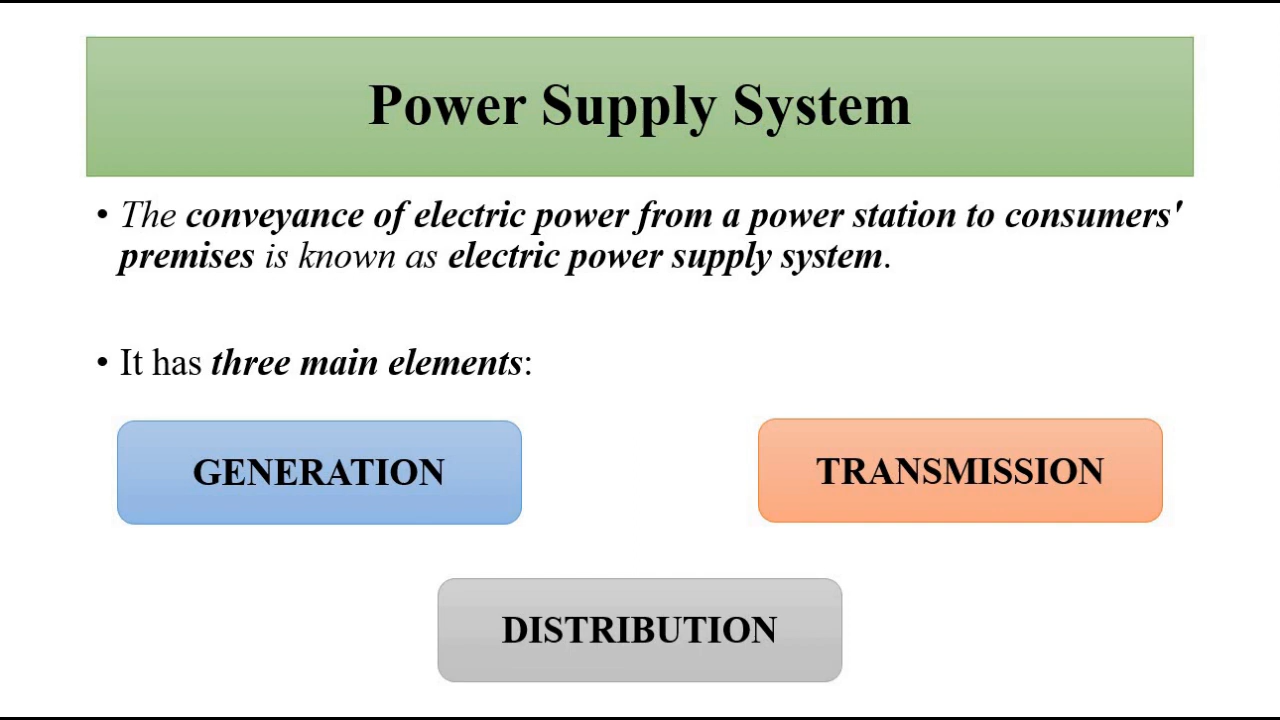 Power Supply System
• The conveyance of electric power from a power station to consumers'
premises is known as electric power supply system.
• It has three main elements:
GENERATION
TRANSMISSION
DISTRIBUTION